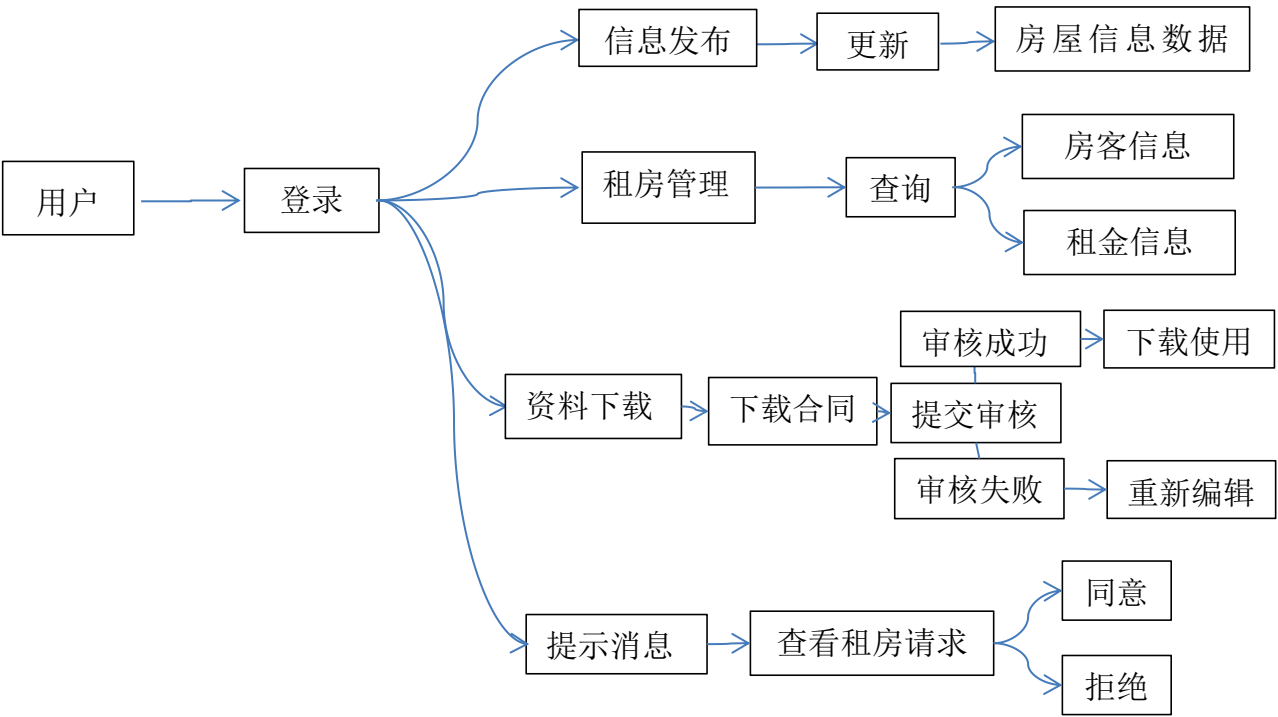 用户
登录
信息发布
更新
房屋信息数据
租房管理
查询
房客信息
租金信息
资料下载
下载合同
提交审核
审核成功
下载使用
审核失败
重新编辑
提示消息
查看租房请求
同意
拒绝